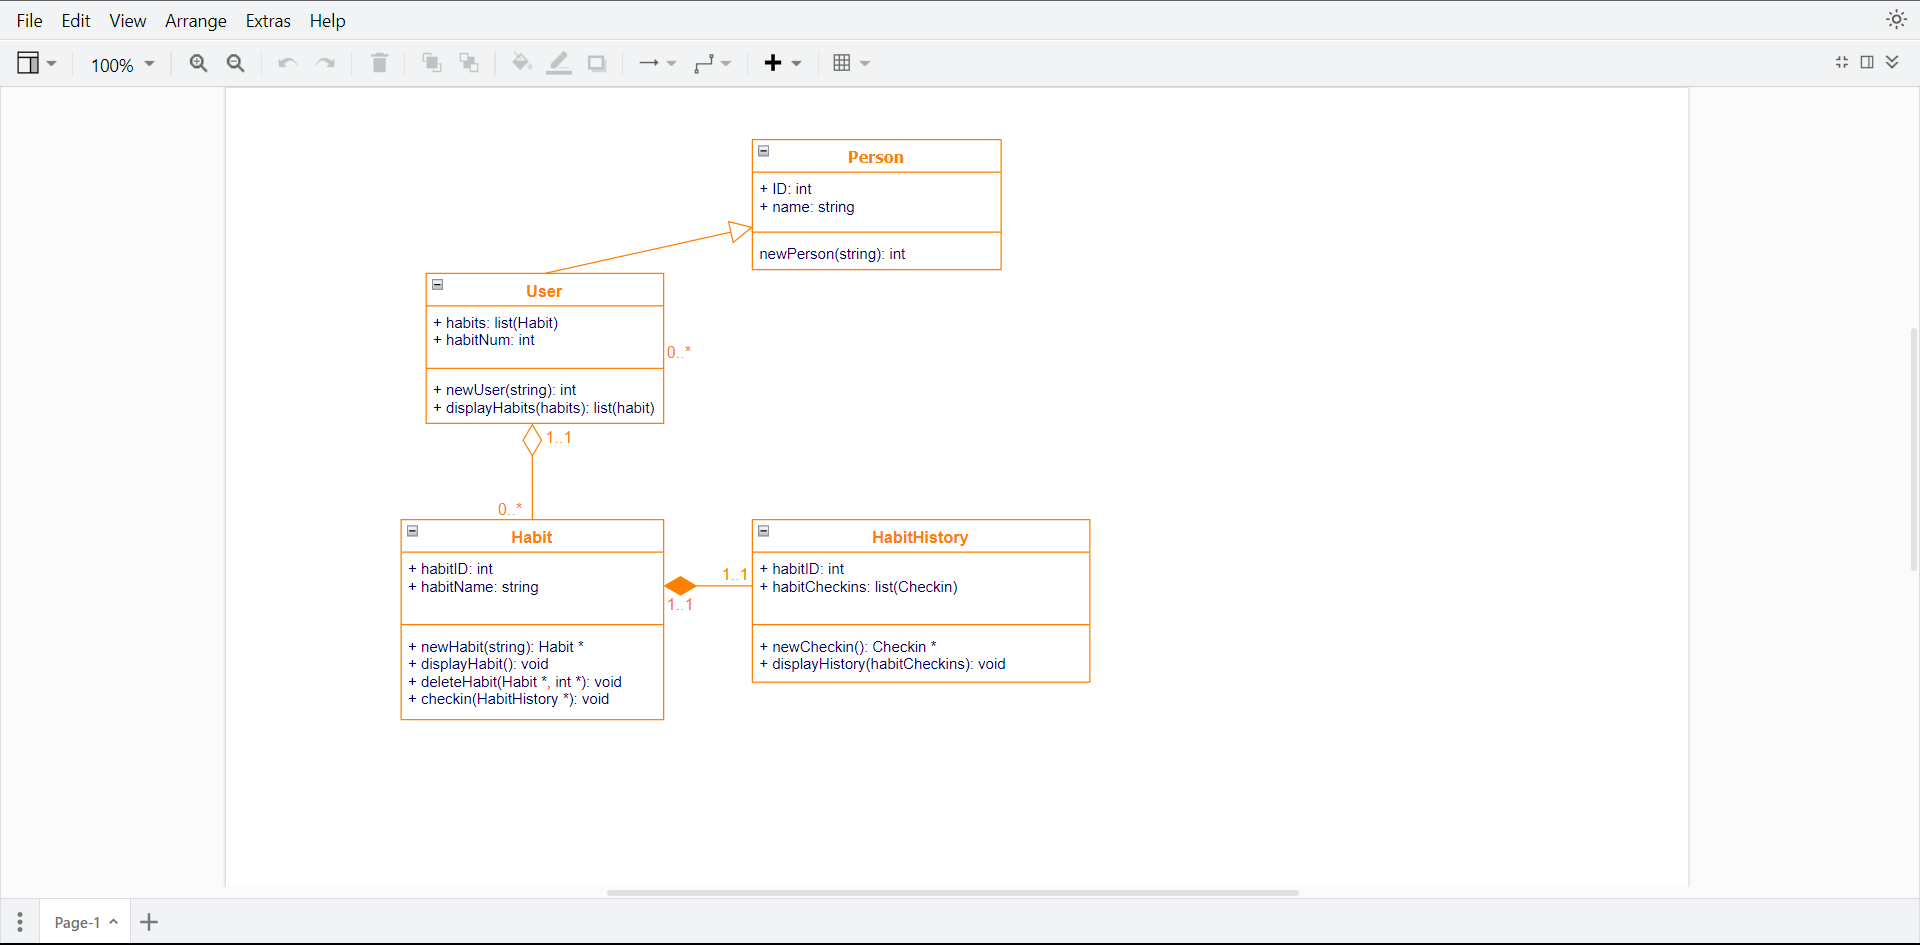 File Edit View Arrange Extras Help
100%
Person
+ ID: int
+ name: string
newPerson(string): int
User
+ habits: list(Habit)
+ habitNum: int
0..*
+ newUser(string): int
+ displayHabits(habits): list(habit)
1..1
0..*
Habit
+ habitID: int
+ habitName: string
+ newHabit(string): Habit *
+ displayHabit(): void
+ deleteHabit(Habit *, int *): void
+ checkin(HabitHistory *): void
1..1
1..1
HabitHistory
+ habitID: int
+ habitCheckins: list(Checkin)
+ newCheckin(): Checkin *
+ displayHistory(habitCheckins): void
Page-1